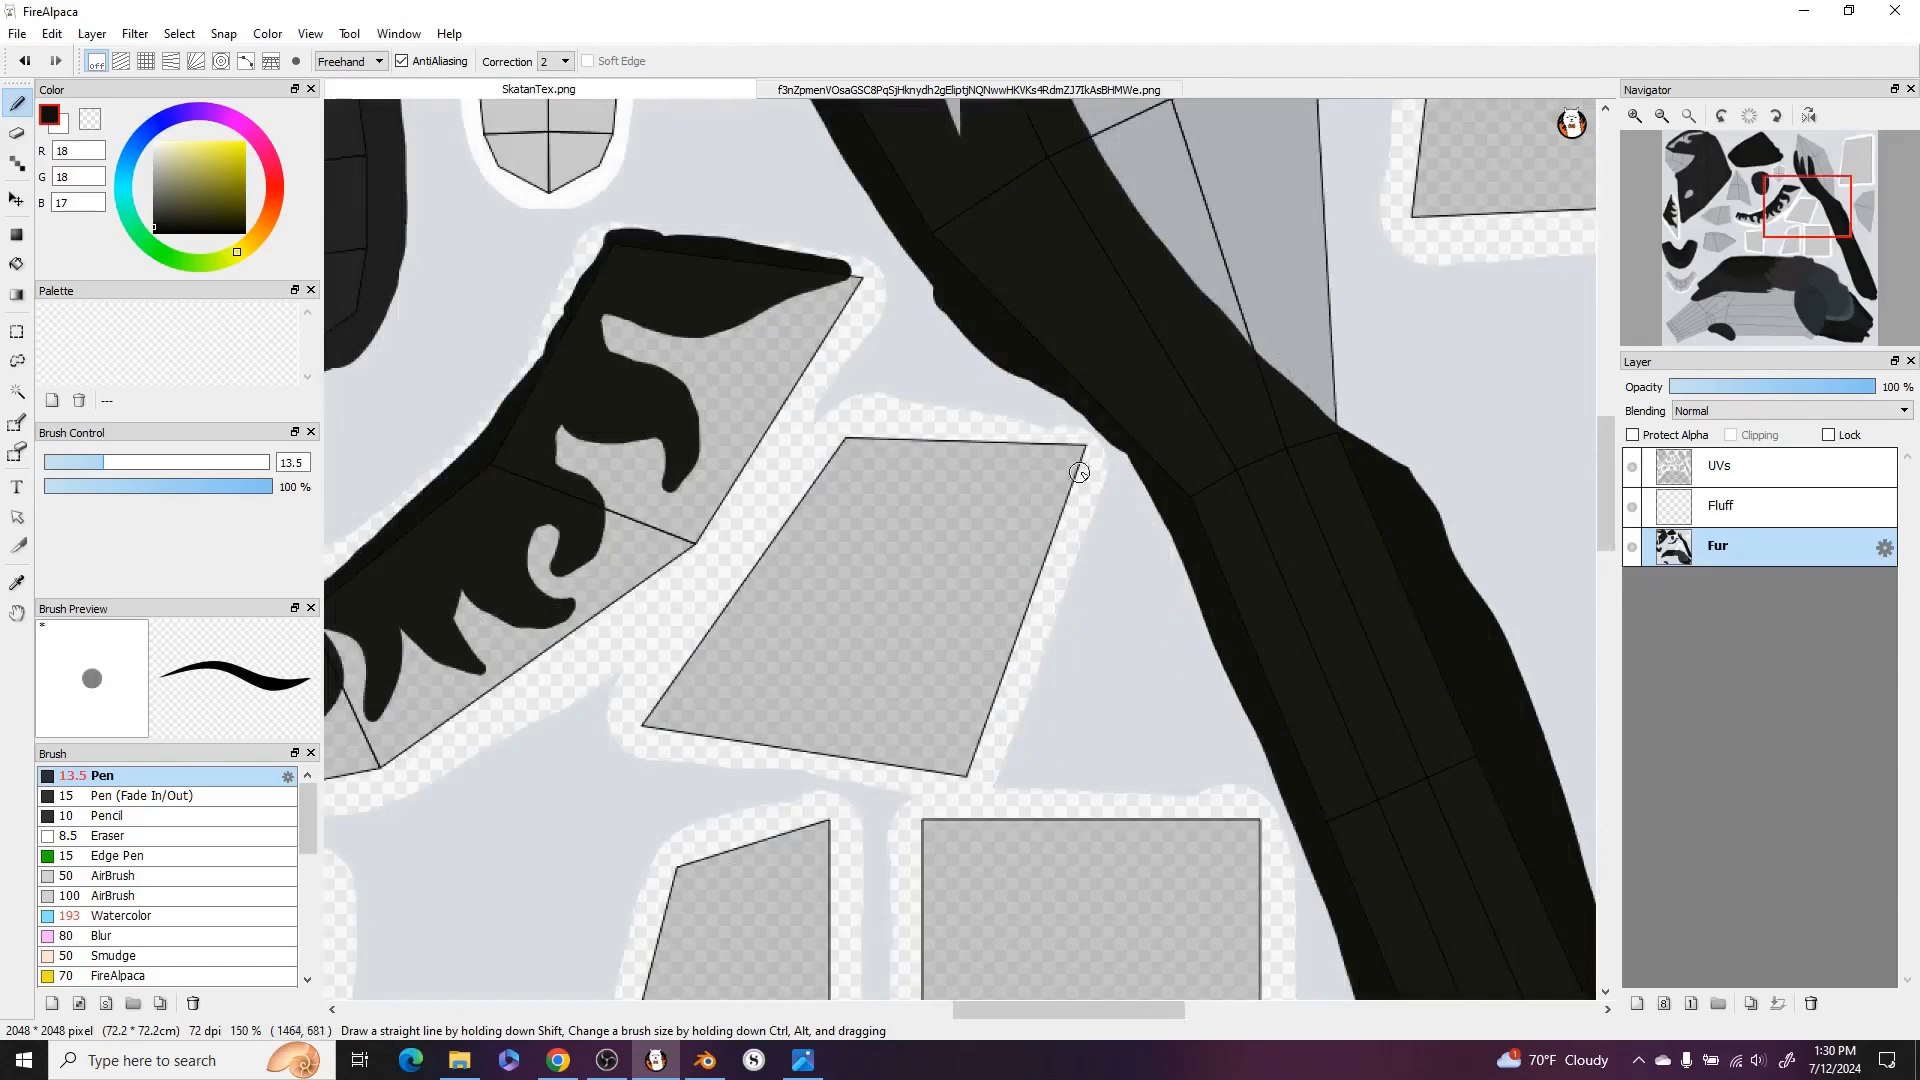 FireAlpaca
File Edit Layer Filter Select Snap Color View Tool Window Help
off Freehand AntiAliasing Correction 2 Soft Edge
Color SkatanTex.png f3nZpmenVOsaGSC8PqSjHknydh2gEliptjNQNwwHKVKs4RdmZJ7IkAsBHMWe.png Navigator
R 18
G 18
B 17
Palette
---
Layer
Opacity 100 %
Blending Normal
Protect Alpha Clipping Lock
Brush Control
13.5
100 %
UVs
Fluff
Fur
Brush Preview
*
Brush
13.5 Pen
15 Pen (Fade In/Out)
10 Pencil
8.5 Eraser
15 Edge Pen
50 AirBrush
100 AirBrush
193 Watercolor
80 Blur
50 Smudge
70 FireAlpaca
2048 * 2048 pixel (72.2 * 72.2cm) 72 dpi 150 % ( 1464, 681 ) Draw a straight line by holding down Shift, Change a brush size by holding down Ctrl, Alt, and dragging
Type here to search
1 70°F Cloudy
1:30 PM
7/12/2024